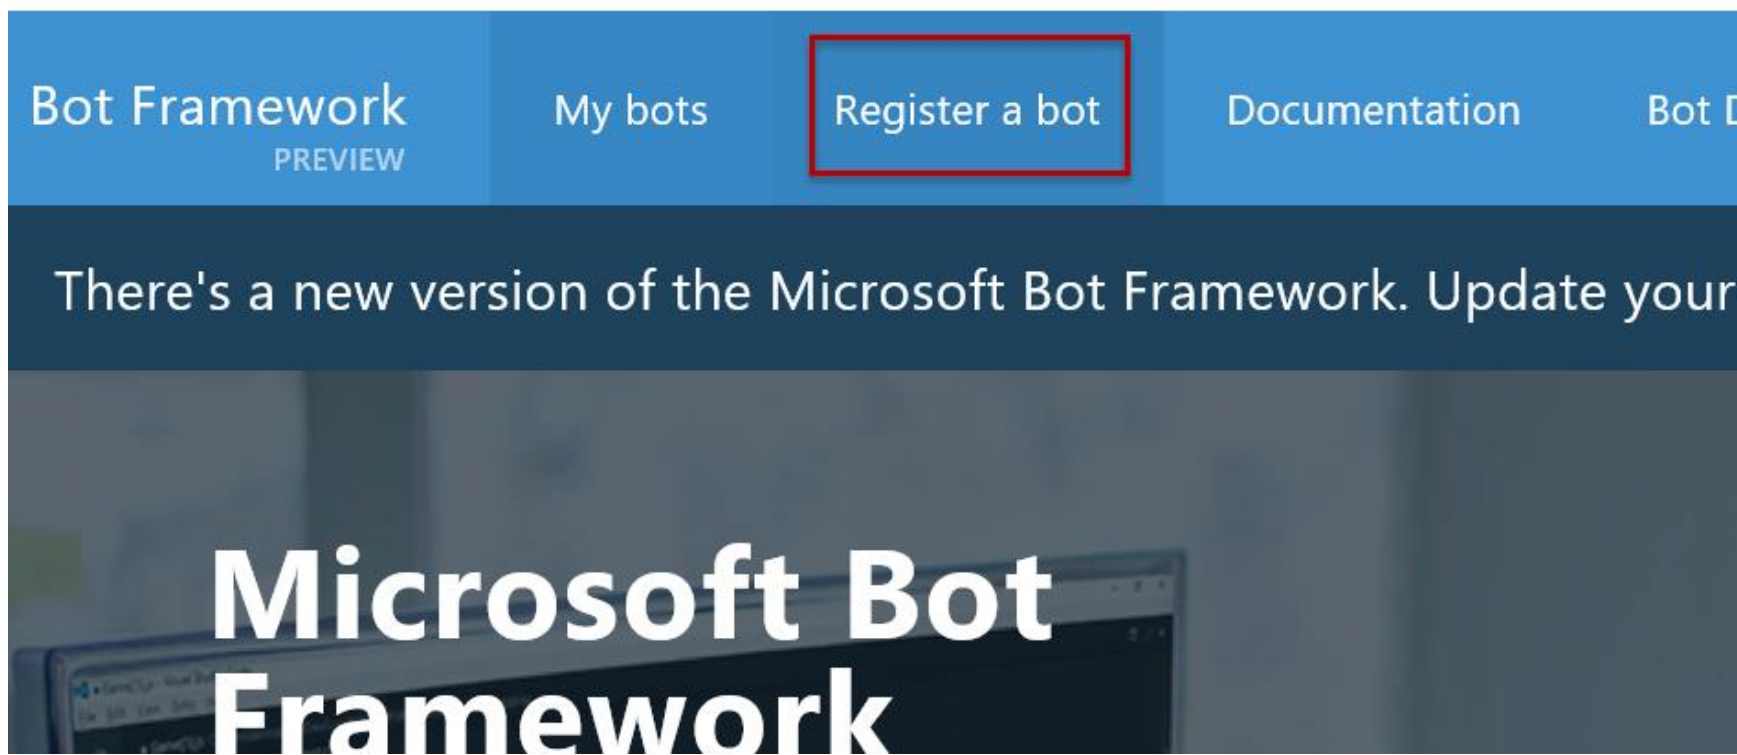 Bot Framework
PREVIEW
My bots
Register a bot
Documentation
Bot D
There's a new version of the Microsoft Bot Framework. Update your
Microsoft Bot
Framework